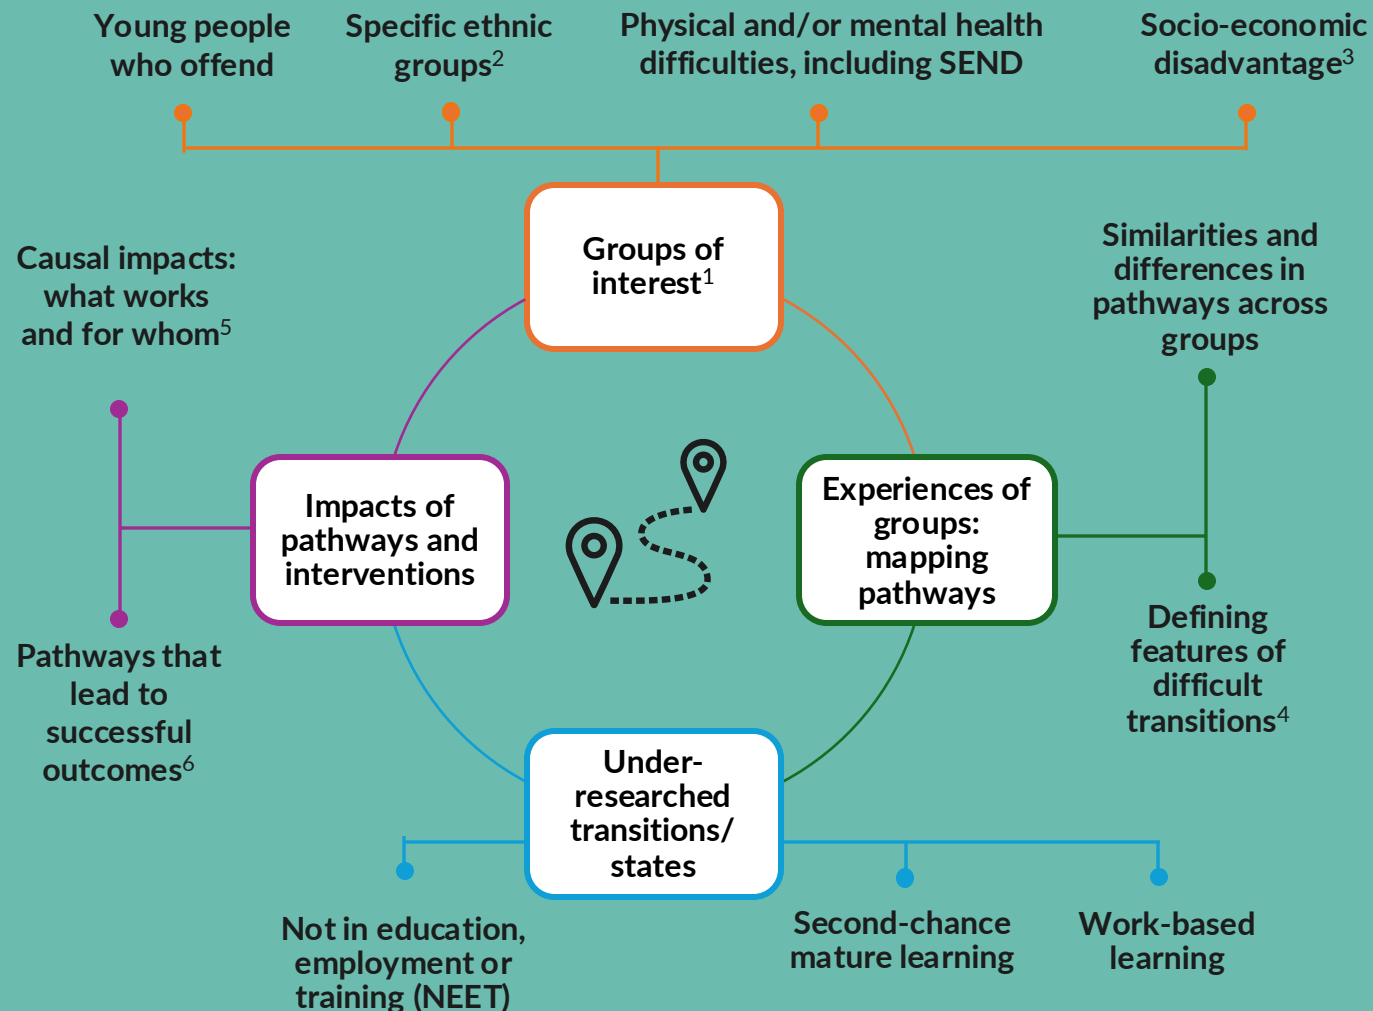 Young people
who offend
Specific ethnic
groups²
Physical and/or mental health
difficulties, including SEND
Socio-economic
disadvantage³
Groups of
interest¹
Causal impacts:
what works
and for whom⁵
Similarities and
differences in
pathways across
groups
Impacts of
pathways and
interventions
Experiences of
groups:
mapping
pathways
Pathways that
lead to
successful
outcomes⁶
Defining
features of
difficult
transitions⁴
Under-
researched
transitions/
states
Not in education,
employment or
training (NEET)
Second-chance
mature learning
Work-based
learning